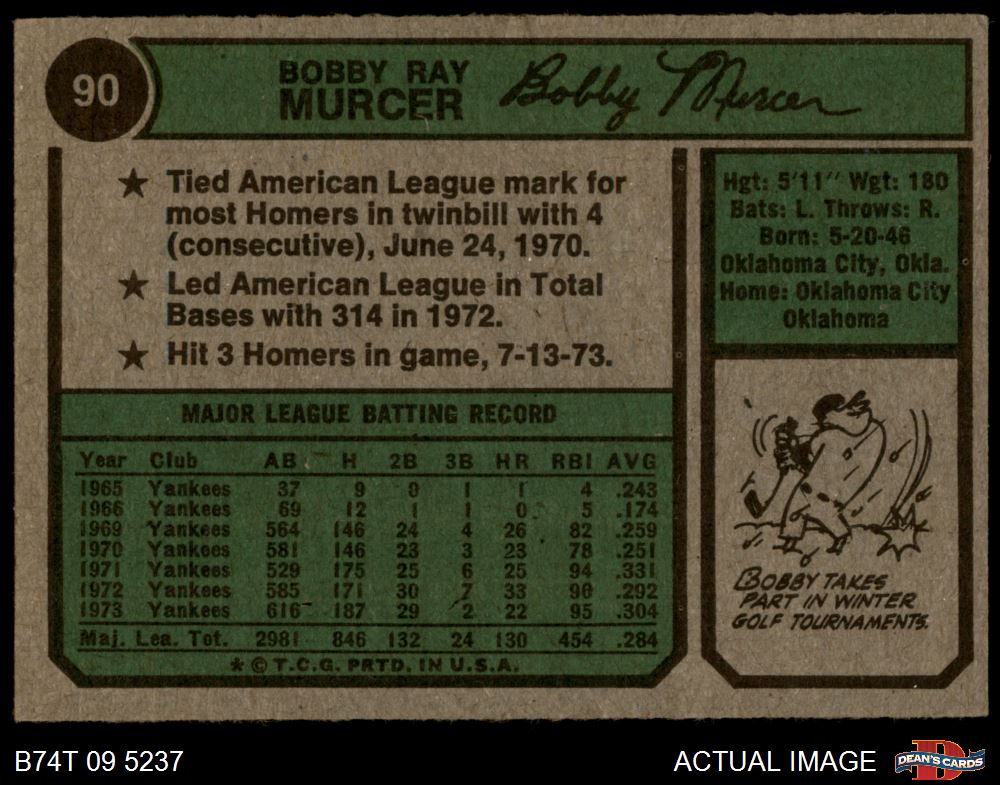 90
BOBBY RAY
MURCER
Bobby Murcer
★ Tied American League mark for
most Homers in twinbill with 4
(consecutive), June 24, 1970.
★ Led American League in Total
Bases with 314 in 1972.
★ Hit 3 Homers in game, 7-13-73.
Hgt: 5'11" Wgt: 180
Bats: L. Throws: R.
Born: 5-20-46
Oklahoma City, Okla.
Home: Oklahoma City
Oklahoma
MAJOR LEAGUE BATTING RECORD
Year Club AB H 2B 3B HR RBI AVG
1965 Yankees 37 9 0 1 1 4 .243
1966 Yankees 69 12 1 1 0 5 .174
1969 Yankees 564 146 24 4 26 82 .259
1970 Yankees 581 146 23 3 23 78 .251
1971 Yankees 529 175 25 6 25 94 .331
1972 Yankees 585 171 30 7 33 96 .292
1973 Yankees 616 187 29 2 22 95 .304
Maj. Lea. Tot. 2981 846 132 24 130 454 .284
* © T.C.G. PRTD. IN U.S.A.
BOBBY TAKES
PART IN WINTER
GOLF TOURNAMENTS.
B74T 09 5237
ACTUAL IMAGE
D
DEAN'S CARDS